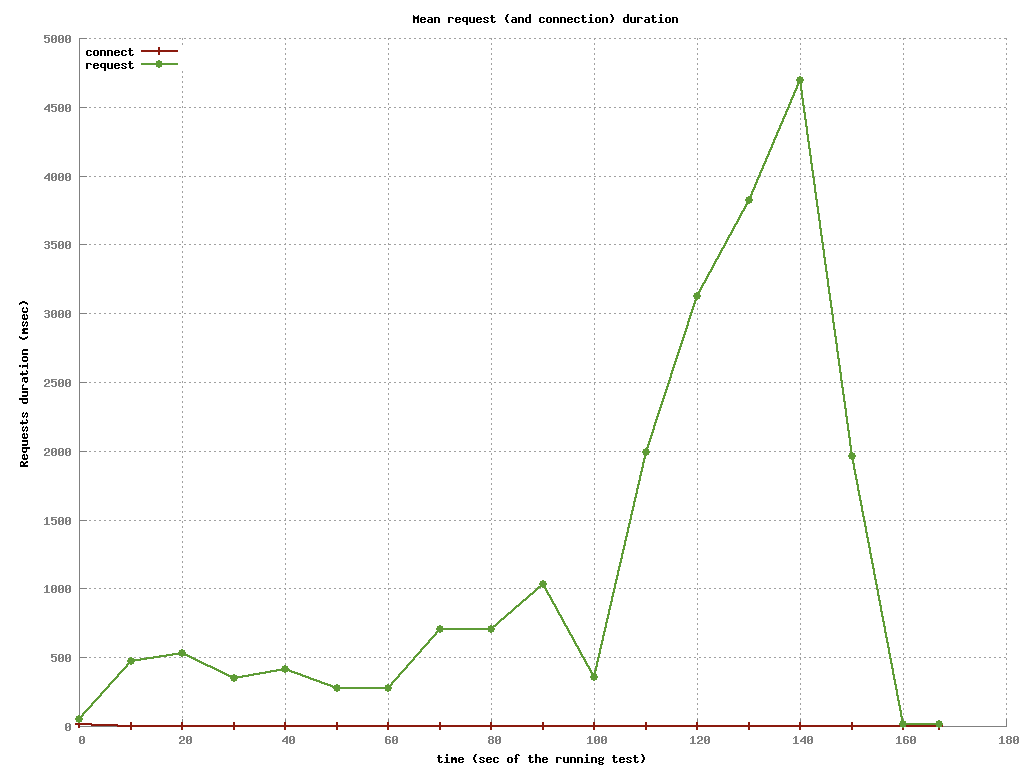 Mean request (and connection) duration
connect
request
5000
4500
4000
3500
3000
2500
2000
1500
1000
500
0
Requests duration (msec)
0 20 40 60 80 100 120 140 160 180
time (sec of the running test)